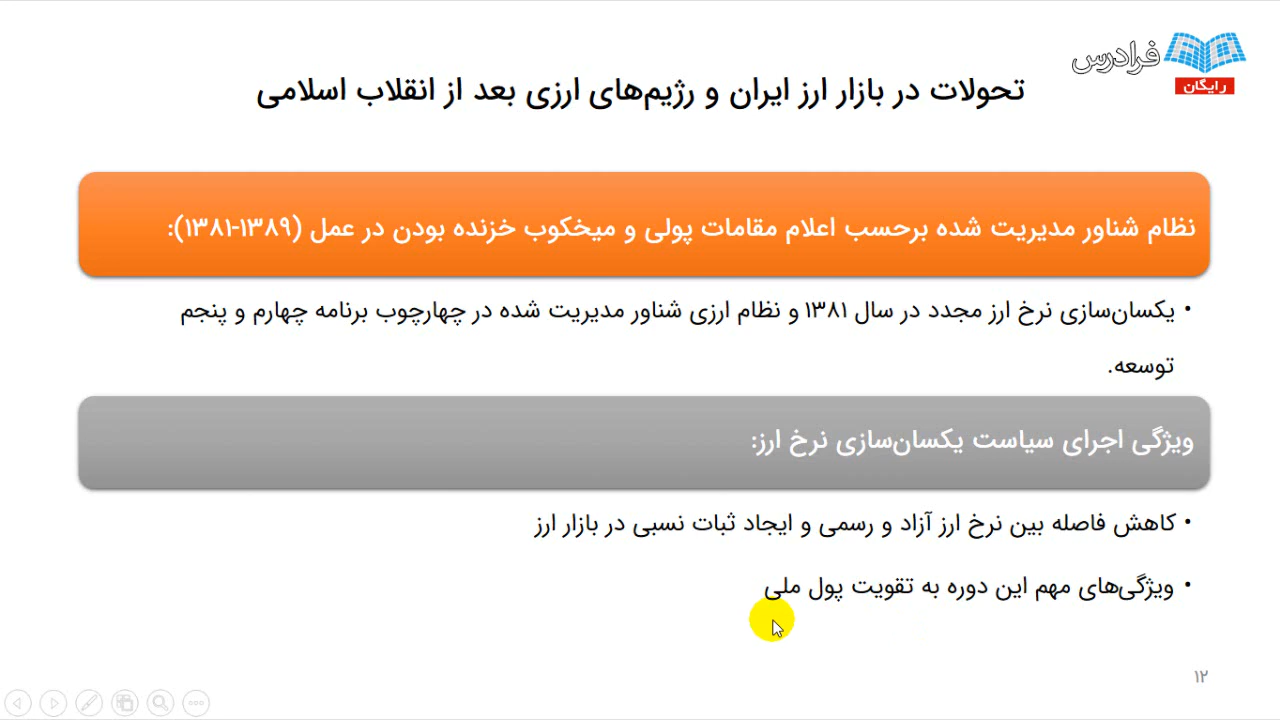 فرادرس
رایگان
تحولات در بازار ارز ایران و رژیم‌های ارزی بعد از انقلاب اسلامی
نظام شناور مدیریت شده برحسب اعلام مقامات پولی و میخکوب خزنده بودن در عمل (۱۳۸۹-۱۳۸۱):
• یکسان‌سازی نرخ ارز مجدد در سال ۱۳۸۱ و نظام ارزی شناور مدیریت شده در چهارچوب برنامه چهارم و پنجم
توسعه.
ویژگی اجرای سیاست یکسان‌سازی نرخ ارز:
• کاهش فاصله بین نرخ ارز آزاد و رسمی و ایجاد ثبات نسبی در بازار ارز
• ویژگی‌های مهم این دوره به تقویت پول ملی
۱۲